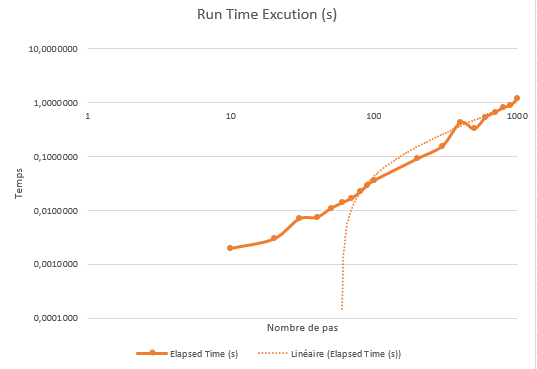 Run Time Excution (s)
10,0000000
1,0000000
1 10 100 1000
0,1000000
0,0100000
0,0010000
0,0001000
Temps
Nombre de pas
Elapsed Time (s) Linéaire (Elapsed Time (s))